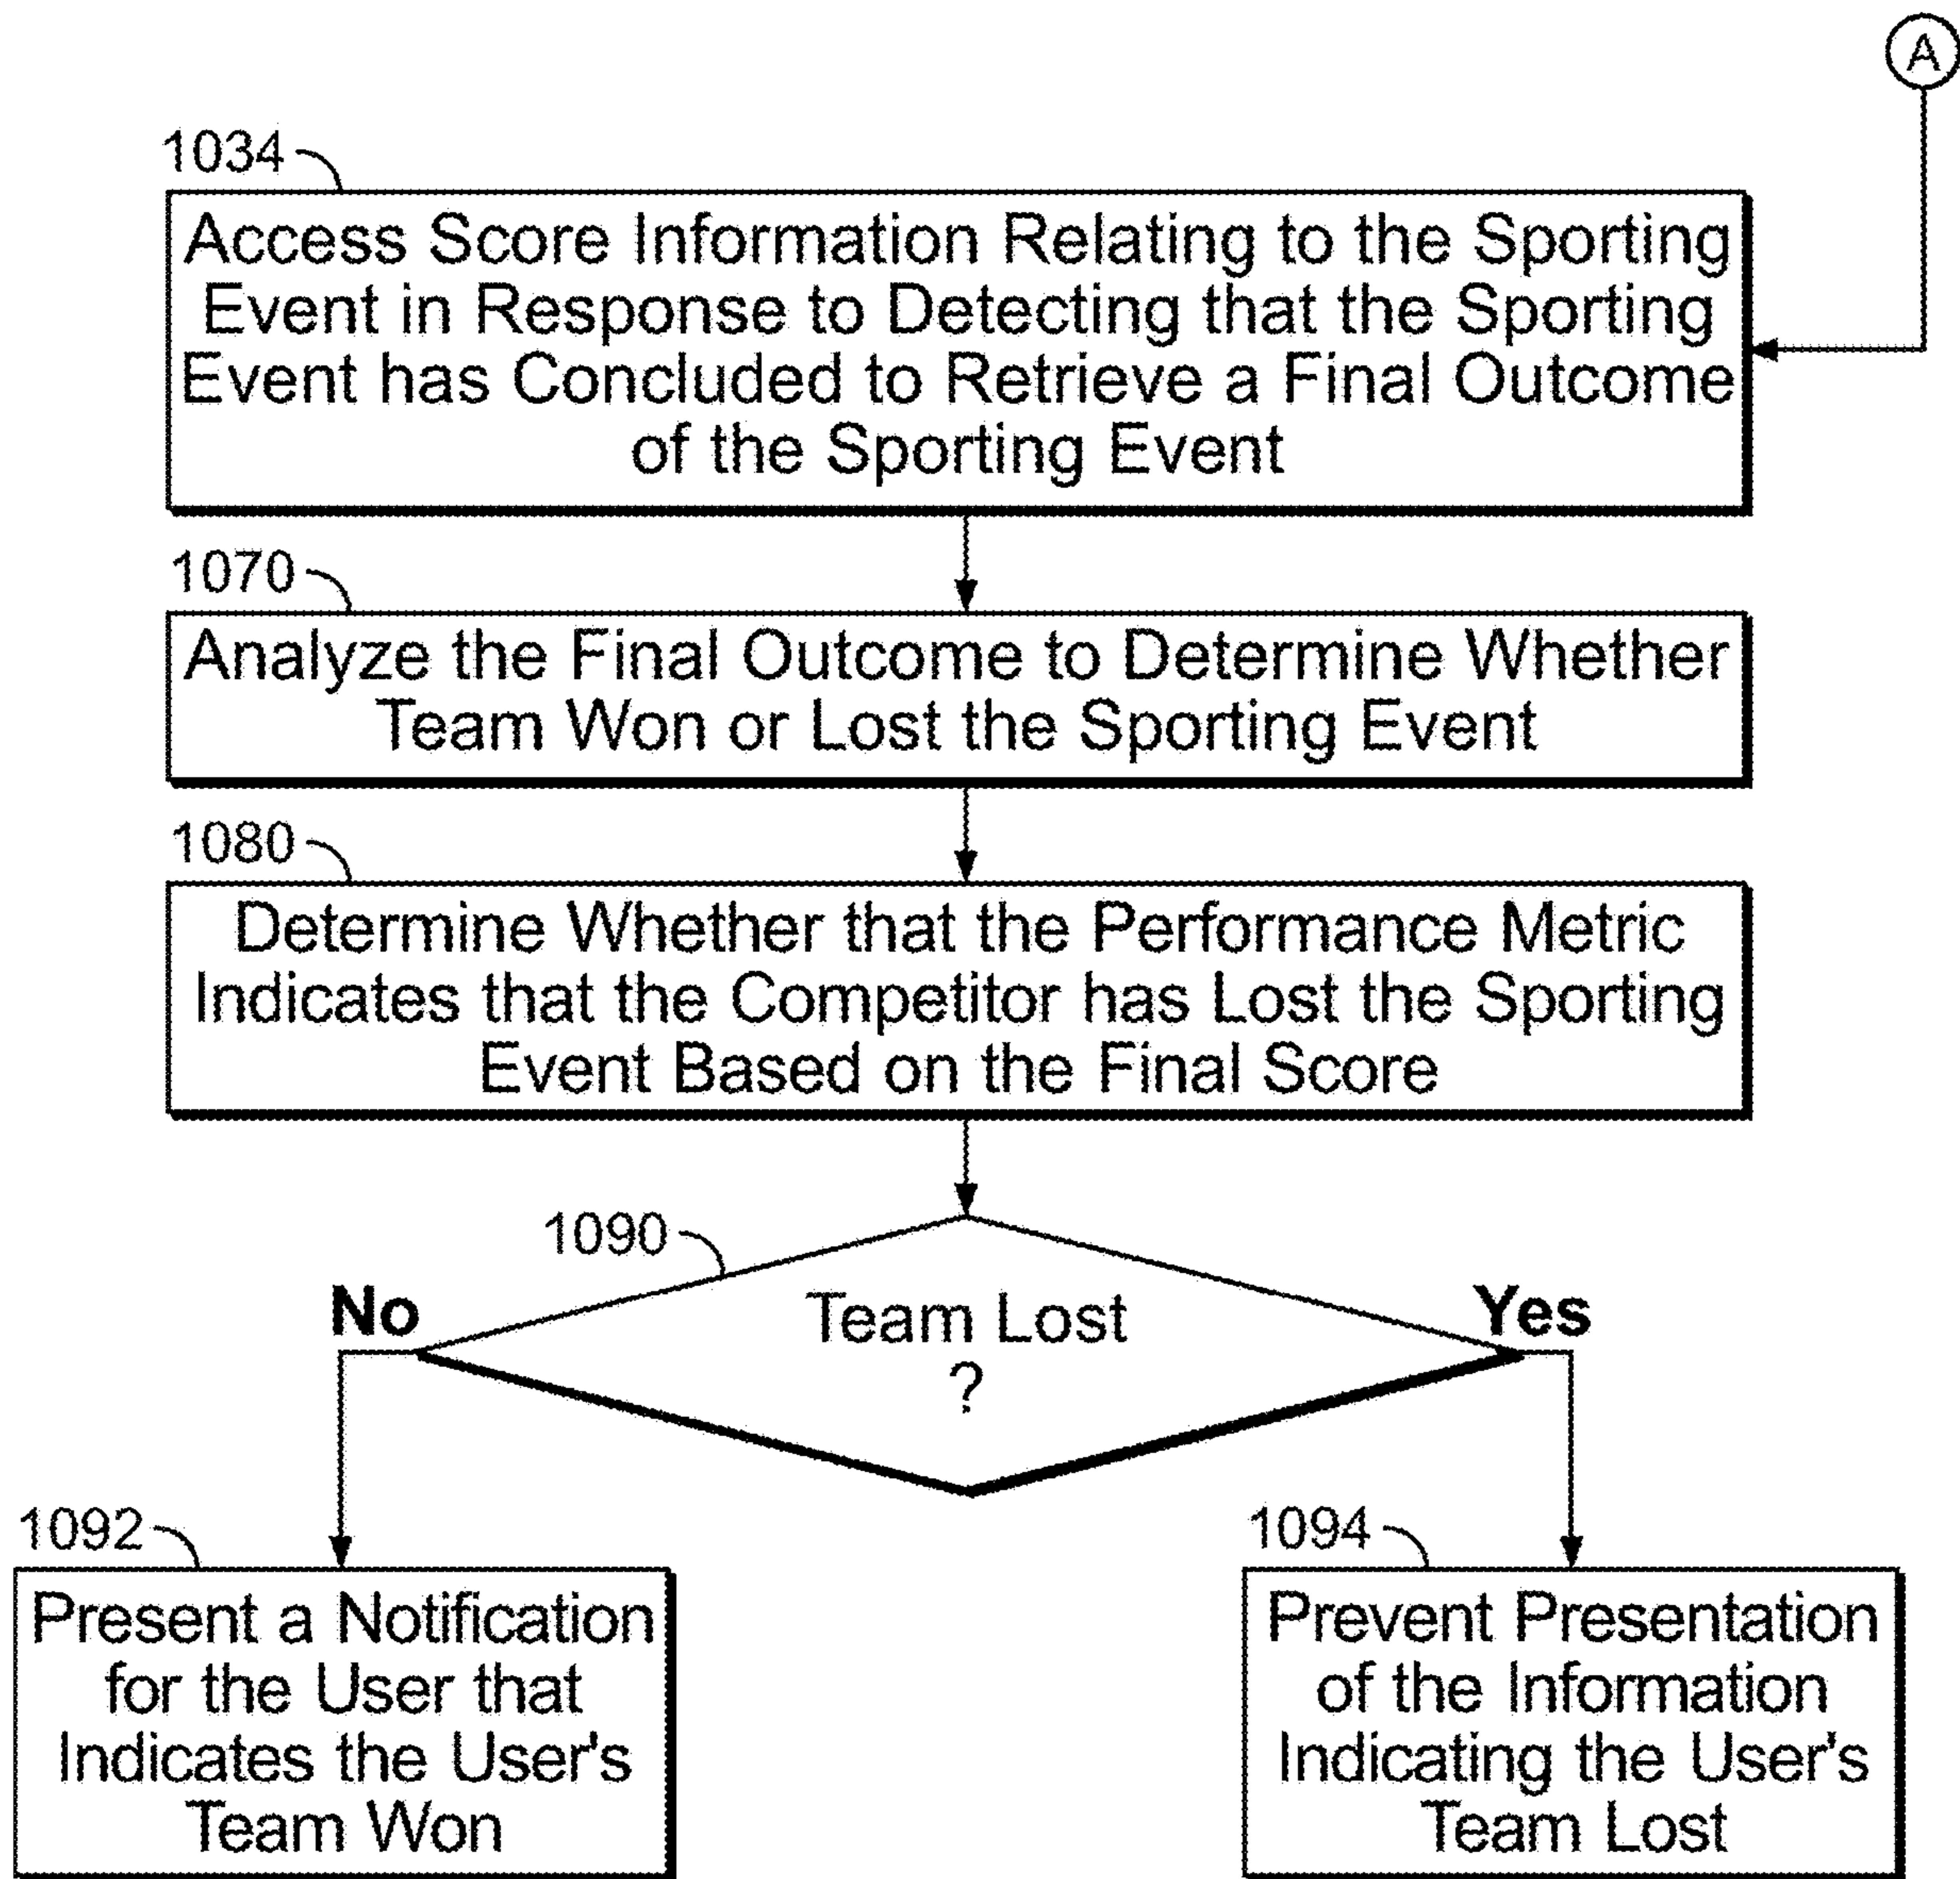 A
1034
Access Score Information Relating to the Sporting
Event in Response to Detecting that the Sporting
Event has Concluded to Retrieve a Final Outcome
of the Sporting Event
1070
Analyze the Final Outcome to Determine Whether
Team Won or Lost the Sporting Event
1080
Determine Whether that the Performance Metric
Indicates that the Competitor has Lost the Sporting
Event Based on the Final Score
1090
Team Lost
?
No
Yes
1092
Present a Notification
for the User that
Indicates the User's
Team Won
1094
Prevent Presentation
of the Information
Indicating the User's
Team Lost